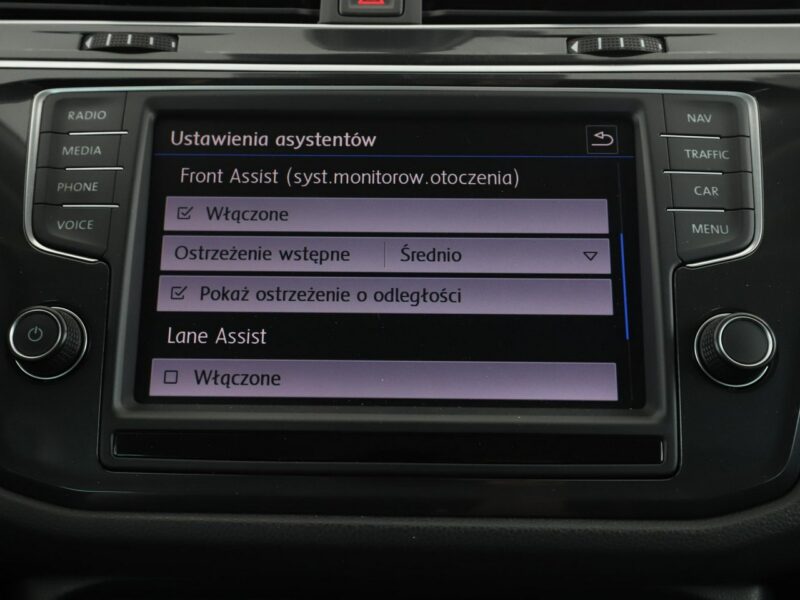 RADIO
MEDIA
PHONE
VOICE
Ustawienia asystentów
Front Assist (syst.monitorow.otoczenia)
Włączone
Ostrzeżenie wstępne Średnio
Pokaż ostrzeżenie o odległości
Lane Assist
Włączone
NAV
TRAFFIC
CAR
MENU